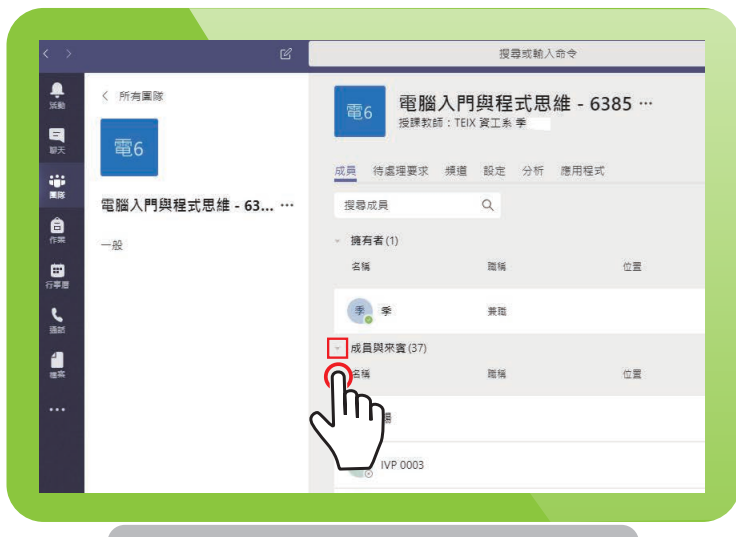 搜尋或輸入命令
活動
聊天
團隊
作業
行事曆
通話
檔案
所有團隊
電6
電腦入門與程式思維 - 63... ...
一般
電6
電腦入門與程式思維 - 6385 ...
授課教師：TEIX 資工系 季
成員 待處理要求 頻道 設定 分析 應用程式
搜尋成員
擁有者(1)
名稱 職稱 位置
季 季 兼職
成員與來賓(37)
名稱 職稱 位置
IVP 0003